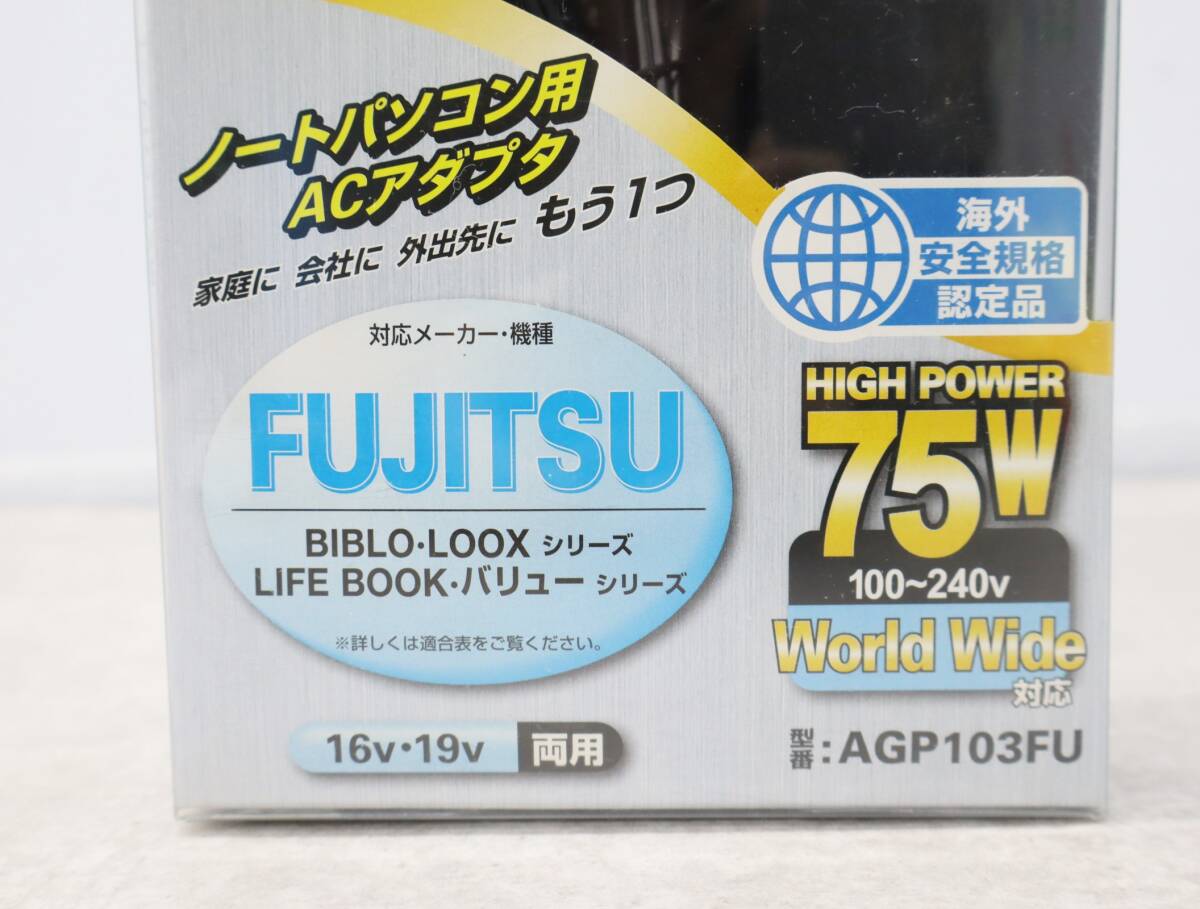 ノートパソコン用
ACアダプタ
家庭に 会社に 外出先に もう1つ
海外
安全規格
認定品
対応メーカー・機種
FUJITSU
BIBLO・LOOX シリーズ
LIFE BOOK・バリュー シリーズ
※詳しくは適合表をご覧ください。
HIGH POWER
75W
100~240v
World Wide
対応
16v・19v 両用
型番:AGP103FU